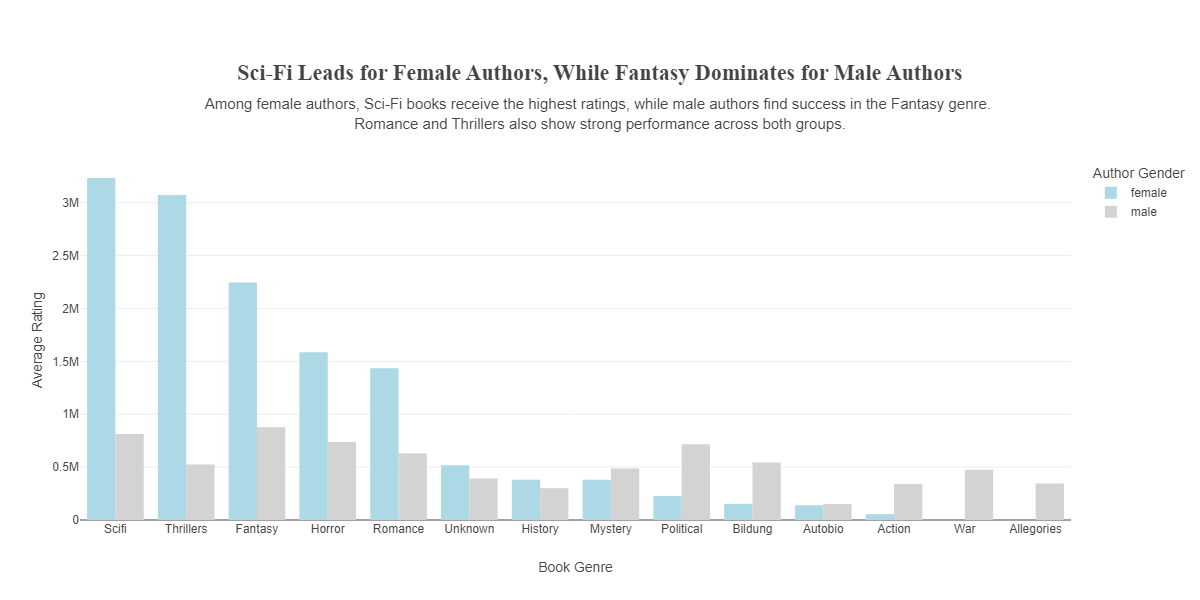 Sci-Fi Leads for Female Authors, While Fantasy Dominates for Male Authors
Among female authors, Sci-Fi books receive the highest ratings, while male authors find success in the Fantasy genre.
Romance and Thrillers also show strong performance across both groups.
Author Gender
female
male
3M
2.5M
2M
1.5M
1M
0.5M
0
Average Rating
Scifi Thrillers Fantasy Horror Romance Unknown History Mystery Political Bildung Autobio Action War Allegories
Book Genre